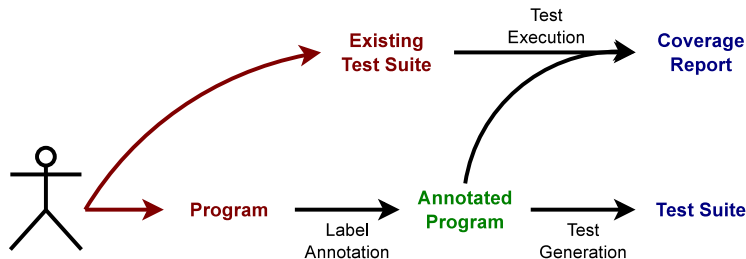 Existing
Test Suite
Test
Execution
Coverage
Report
Program
Label
Annotation
Annotated
Program
Test
Generation
Test Suite